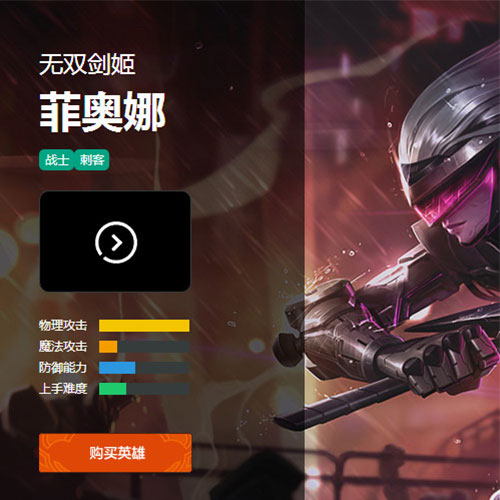 无双剑姬
菲奥娜
战士 刺客
物理攻击
魔法攻击
防御能力
上手难度
购买英雄